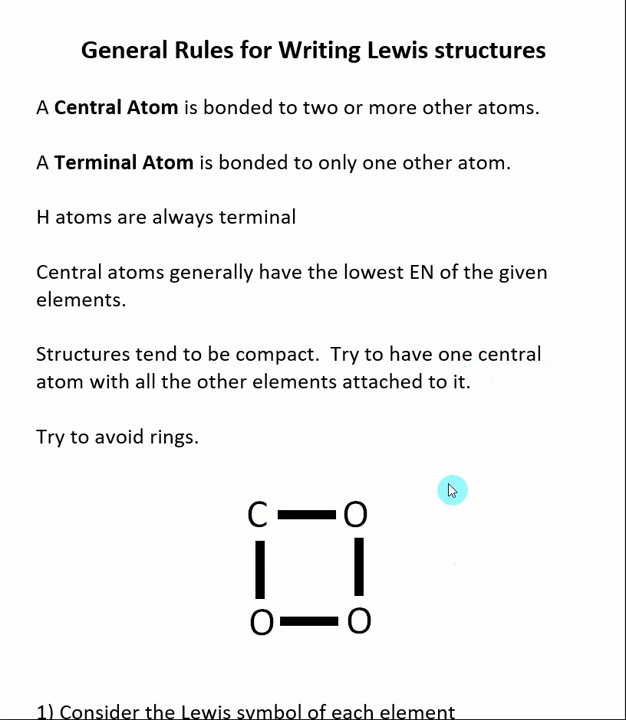 General Rules for Writing Lewis structures
A Central Atom is bonded to two or more other atoms.
A Terminal Atom is bonded to only one other atom.
H atoms are always terminal
Central atoms generally have the lowest EN of the given
elements.
Structures tend to be compact.  Try to have one central
atom with all the other elements attached to it.
Try to avoid rings.
C O
O O
1) Consider the Lewis symbol of each element